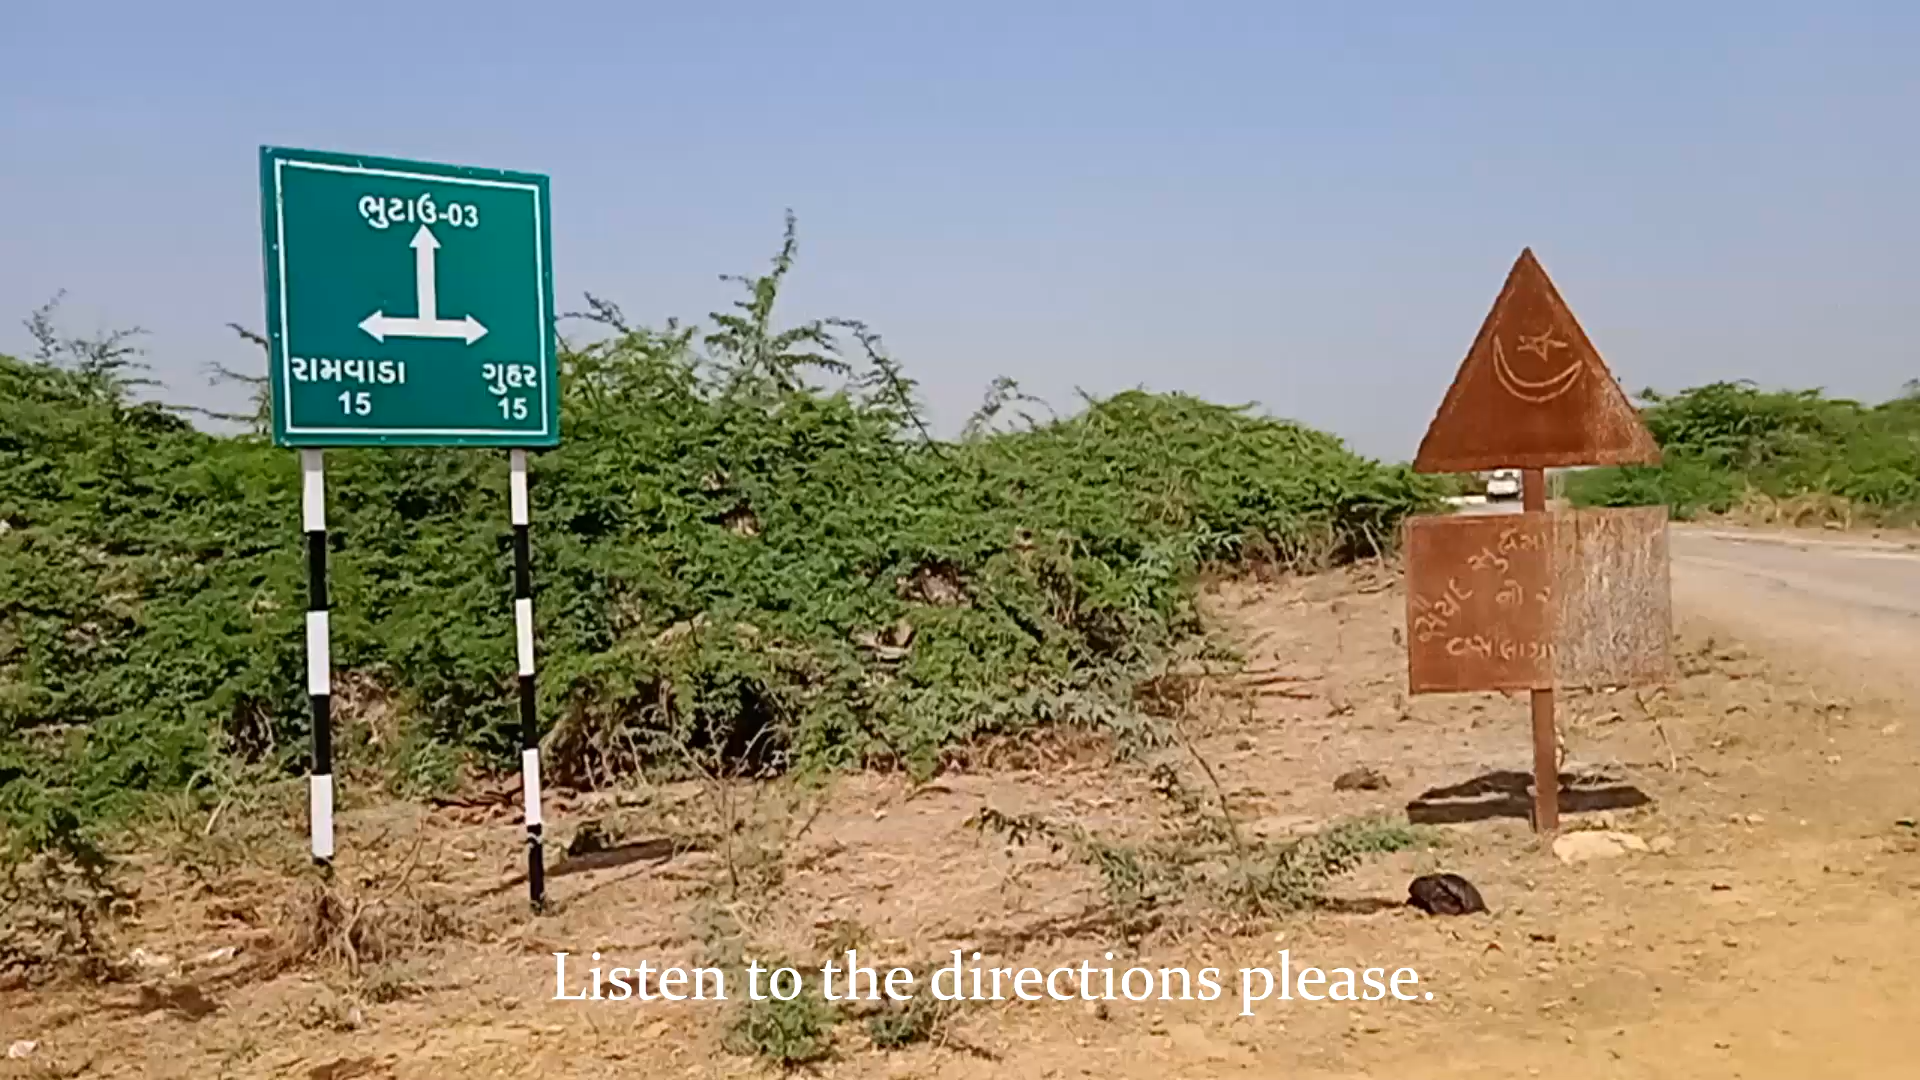 ભુટાઉ-03
રામવાડા
15
ગુહર
15
Listen to the directions please.